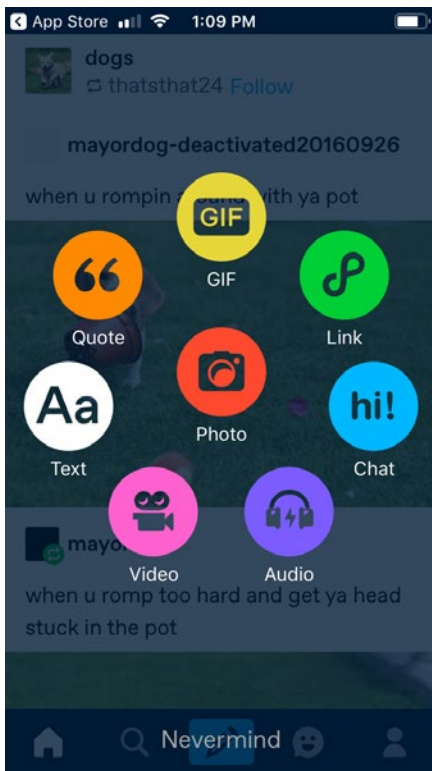 App Store 1:09 PM
dogs
thatsthat24 Follow
mayordog-deactivated20160926
when u rompin around with ya pot
GIF
GIF
Quote
Link
Photo
Aa
hi!
Text
Chat
Video
Audio
mayor
when u romp too hard and get ya head
stuck in the pot
Nevermind